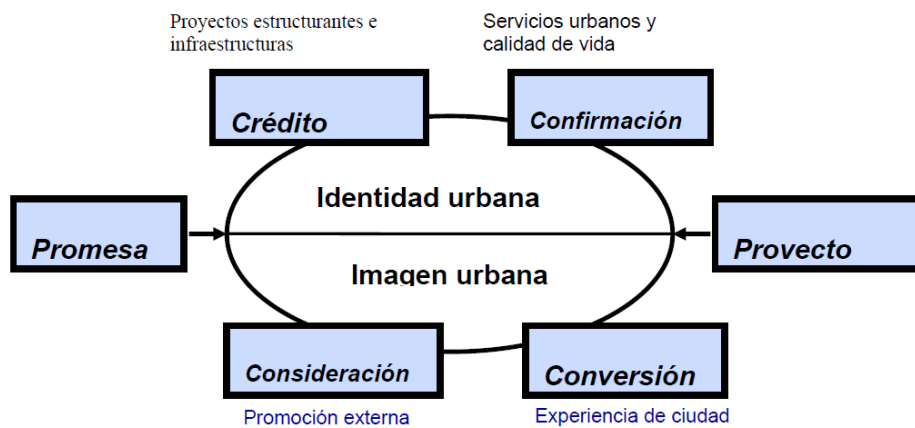 Proyectos estructurantes e
infraestructuras
Servicios urbanos y
calidad de vida
Crédito
Confirmación
Identidad urbana
Promesa
Provecto
Imagen urbana
Consideración
Conversión
Promoción externa
Experiencia de ciudad